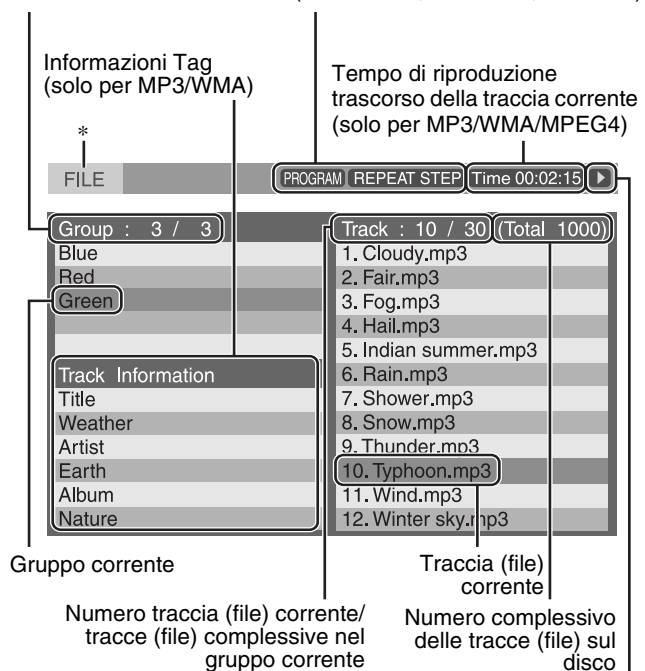 Informazioni Tag
(solo per MP3/WMA)
Tempo di riproduzione
trascorso della traccia corrente
(solo per MP3/WMA/MPEG4)
*
FILE
PROGRAM REPEAT STEP Time 00:02:15
Group : 3 / 3
Blue
Red
Green
Track Information
Title
Weather
Artist
Earth
Album
Nature
Track : 10 / 30 (Total 1000)
1. Cloudy.mp3
2. Fair.mp3
3. Fog.mp3
4. Hail.mp3
5. Indian summer.mp3
6. Rain.mp3
7. Shower.mp3
8. Snow.mp3
9. Thunder.mp3
10. Typhoon.mp3
11. Wind.mp3
12. Winter sky.mp3
Gruppo corrente
Traccia (file)
corrente
Numero traccia (file) corrente/
tracce (file) complessive nel
gruppo corrente
Numero complessivo
delle tracce (file) sul
disco